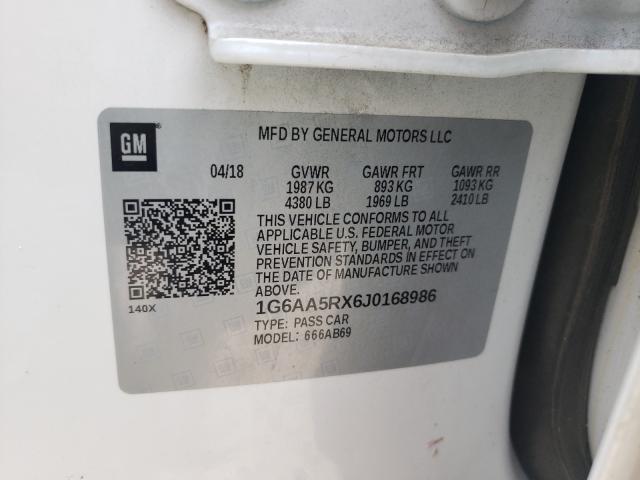 GM
MFD BY GENERAL MOTORS LLC
04/18 GVWR GAWR FRT GAWR RR
1987 KG 893 KG 1093 KG
4380 LB 1969 LB 2410 LB
THIS VEHICLE CONFORMS TO ALL
APPLICABLE U.S. FEDERAL MOTOR
VEHICLE SAFETY, BUMPER, AND THEFT
PREVENTION STANDARDS IN EFFECT ON
THE DATE OF MANUFACTURE SHOWN
ABOVE.
1G6AA5RX6J0168986
140X
TYPE: PASS CAR
MODEL: 666AB69